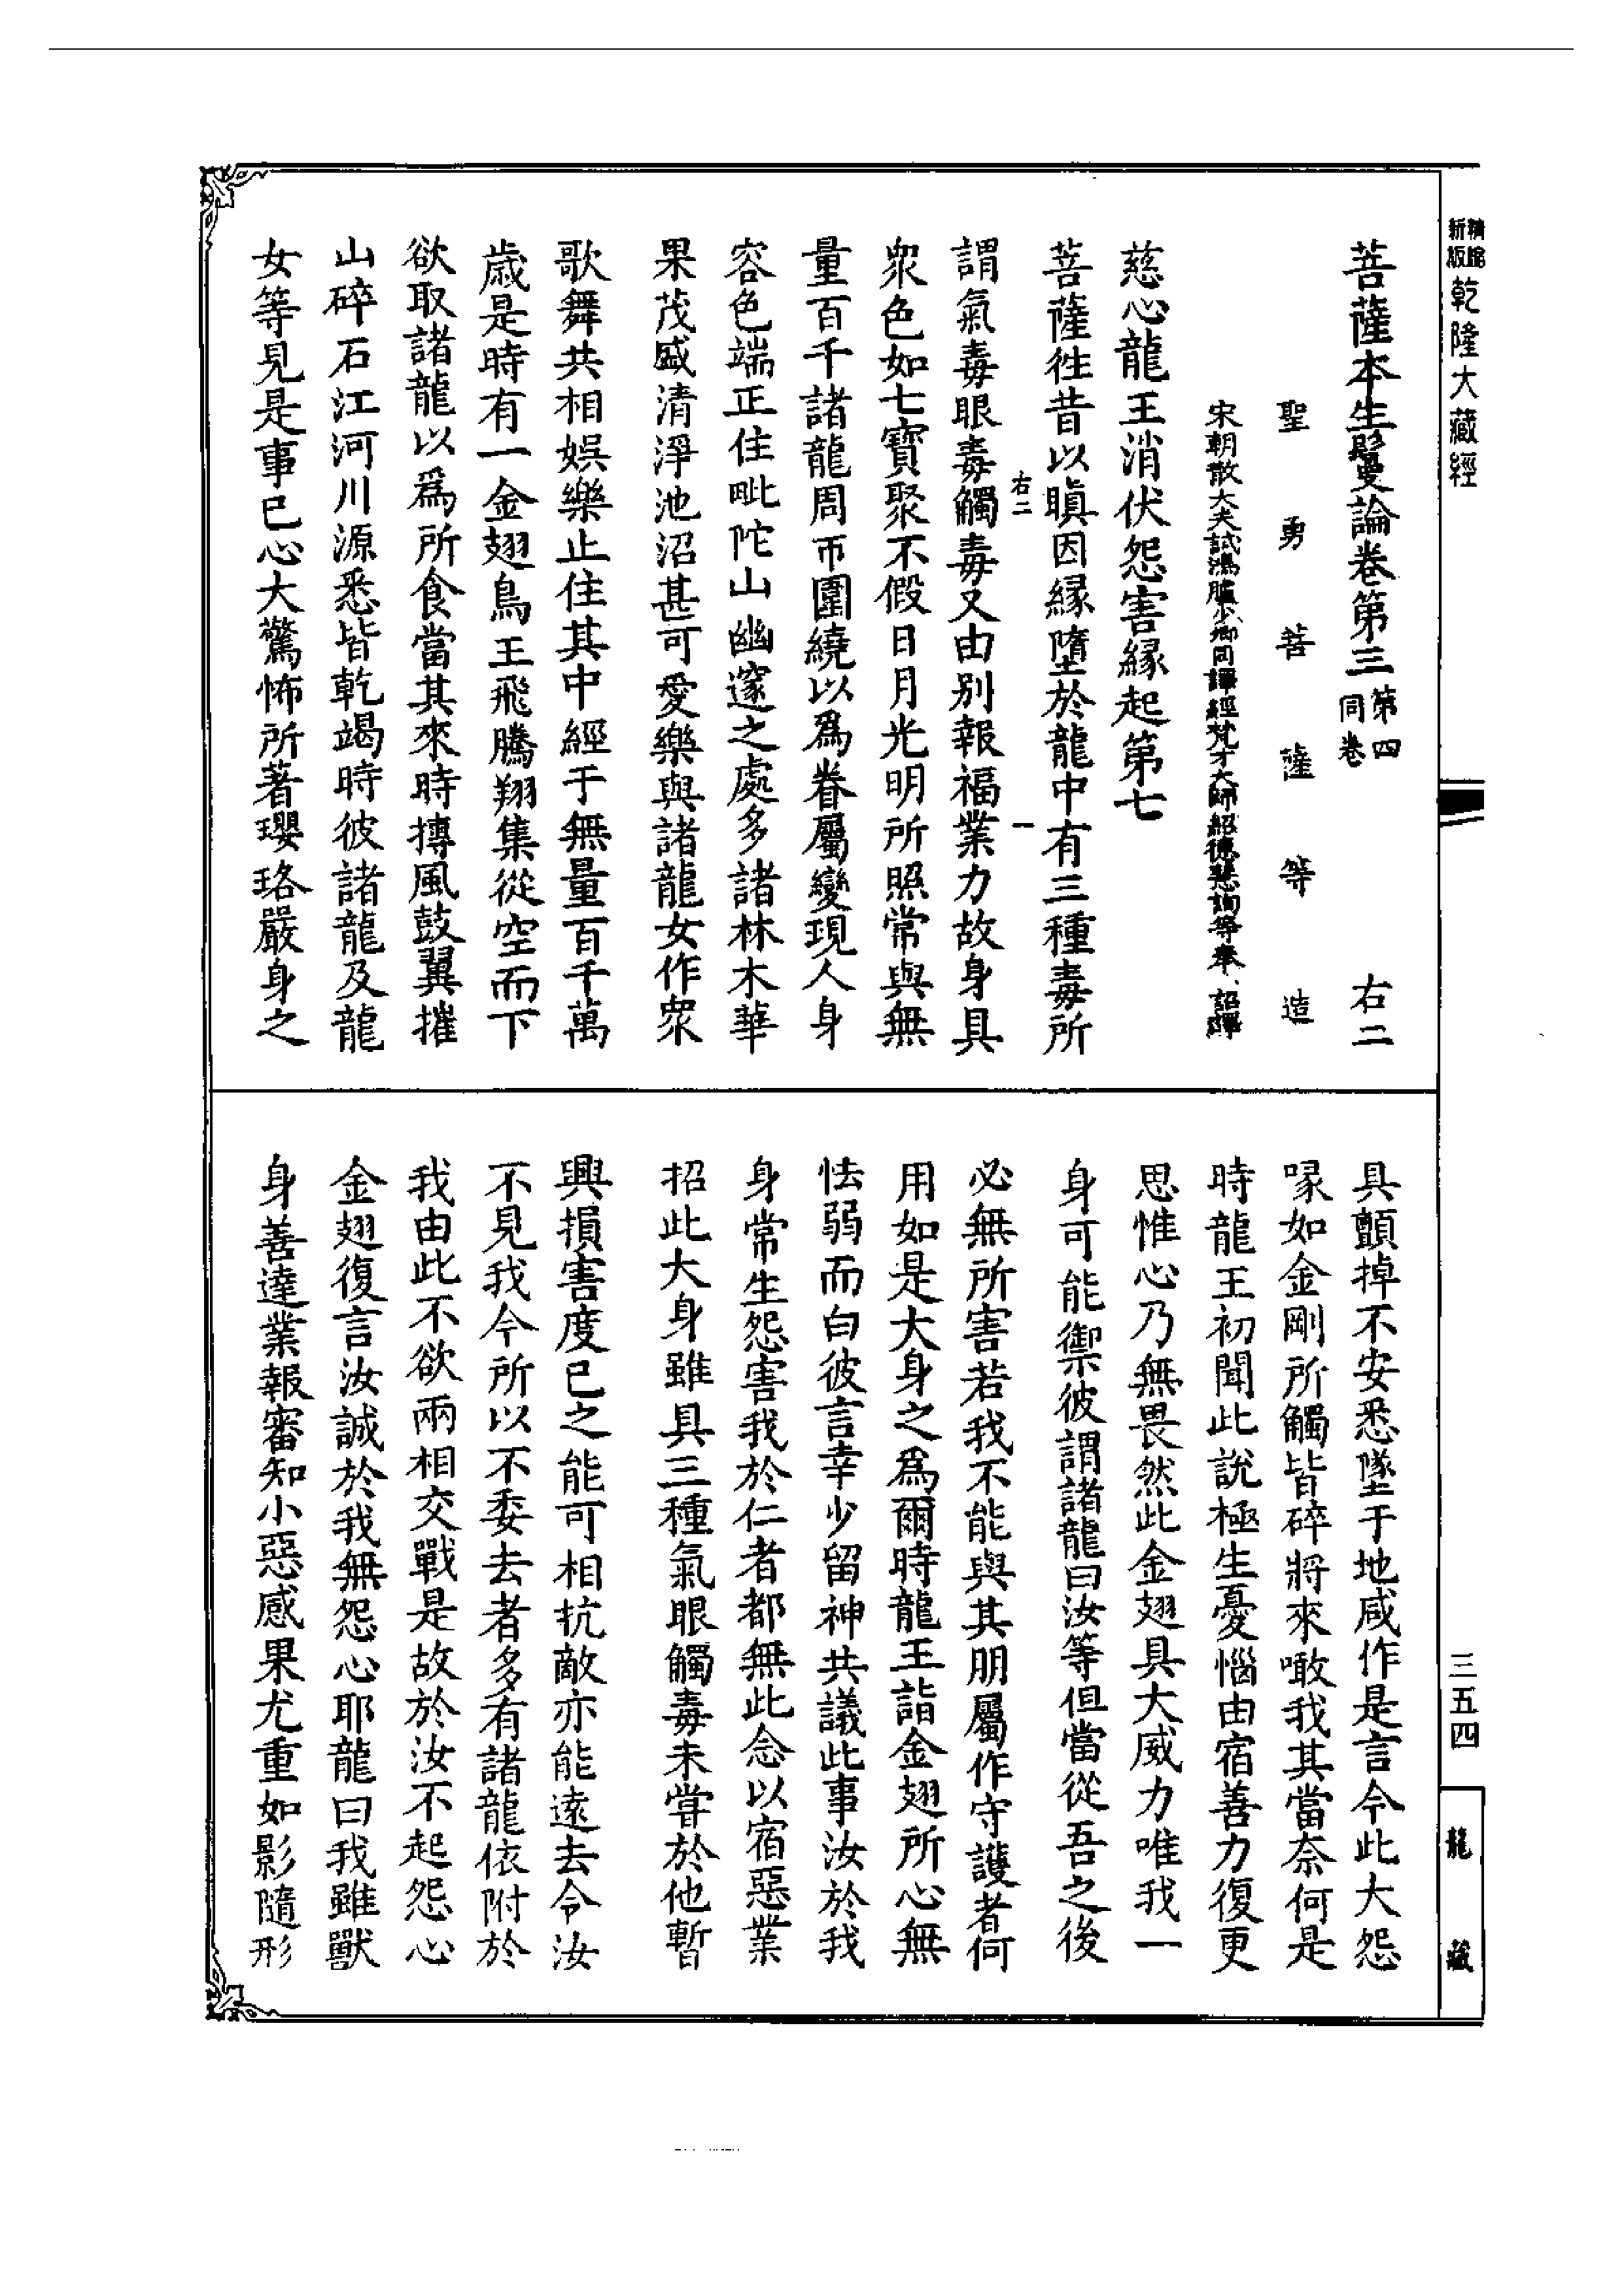 新版
精縮
乾隆大藏經
菩薩本生鬘論卷第三 第四同卷 右二
聖勇菩薩等造
宋朝散大夫試鴻臚少卿同譯經梵才大師紹德慧詢等奉 詔譯
慈心龍王消伏怨害緣起第七
菩薩徃昔以瞋因縁墮於龍中有三種毒所
右二 一
謂氣毒眼毒觸毒又由别報福業力故身具
衆色如七寶聚不假日月光明所照常與無
量百千諸龍周帀圍繞以爲眷屬變現人身
容色端正住毗陀山幽邃之處多諸林木華
果茂盛清淨池沼甚可愛樂與諸龍女作衆
歌舞共相娯樂止住其中經于無量百千萬
歲是時有一金翅鳥王飛騰翔集從空而下
欲取諸龍以爲所食當其來時摶風鼓翼摧
山碎石江河川源悉皆乾竭時彼諸龍及龍
女等見是事已心大驚怖所著瓔珞嚴身之
具顫掉不安悉墜于地咸作是言今此大怨
喙如金剛所觸皆碎將來噉我其當奈何是
時龍王初聞此說極生憂惱由宿善力復更
思惟心乃無畏然此金翅具大威力唯我一
身可能禦彼謂諸龍曰汝等但當從吾之後
必無所害若我不能與其朋屬作守護者何
用如是大身之爲爾時龍王詣金翅所心無
怯弱而白彼言幸少留神共議此事汝於我
身常生怨害我於仁者都無此念以宿惡業
招此大身雖具三種氣眼觸毒未甞於他暫
興損害度已之能可相抗敵亦能逺去令汝
不見我今所以不委去者多有諸龍依附於
我由此不欲兩相交戰是故於汝不起怨心
金翅復言汝誠於我無怨心耶龍曰我雖獸
身善達業報審知小惡感果尤重如影隨形
三五四
龍藏